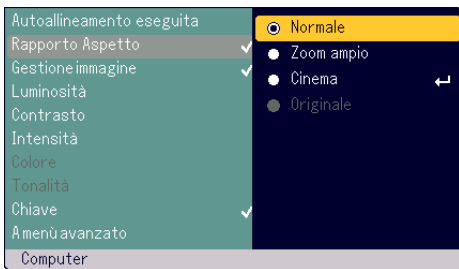 Autoallineamento eseguita
Rapporto Aspetto
Gestione immagine
Luminosità
Contrasto
Intensità
Colore
Tonalità
Chiave
A menù avanzato
Computer
Normale
Zoom ampio
Cinema
Originale